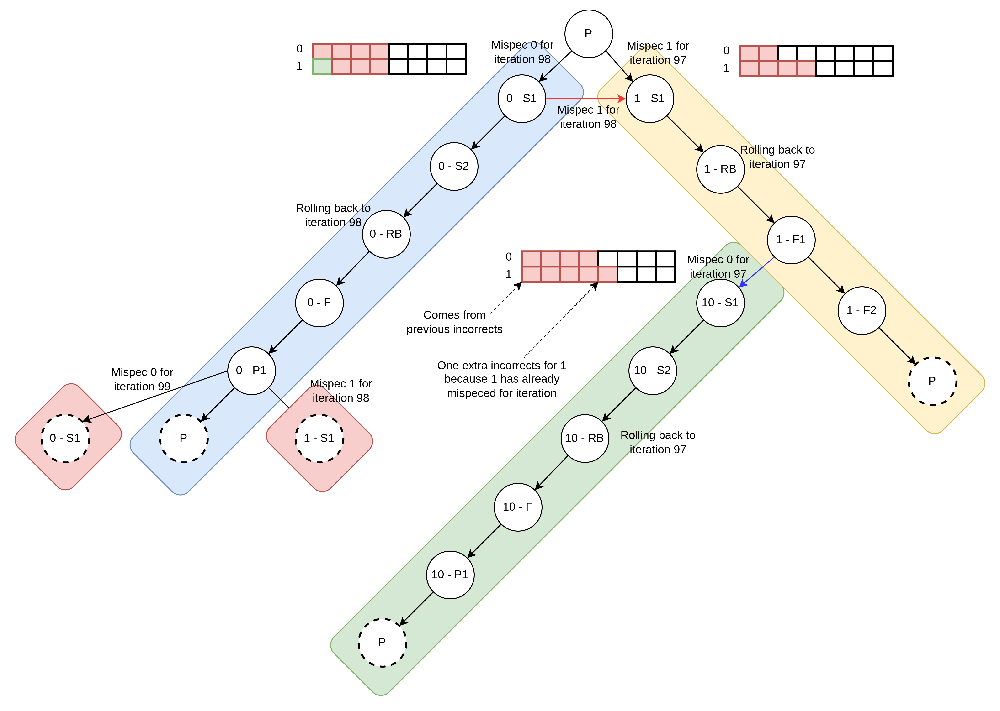 P
Mispec 0 for
iteration 98
Mispec 1 for
iteration 97
0
1
0
1
0 - S1
1 - S1
Mispec 1 for
iteration 98
0 - S2
1 - RB
Rolling back to
iteration 97
Rolling back to
iteration 98
0 - RB
1 - F1
0
1
Mispec 0 for
iteration 97
0 - F
10 - S1
1 - F2
Comes from
previous incorrects
One extra incorrects for 1
because 1 has already
mispeced for iteration
0 - P1
10 - S2
P
Mispec 0 for
iteration 99
Mispec 1 for
iteration 98
0 - S1
P
1 - S1
10 - RB
Rolling back to
iteration 97
10 - F
10 - P1
P